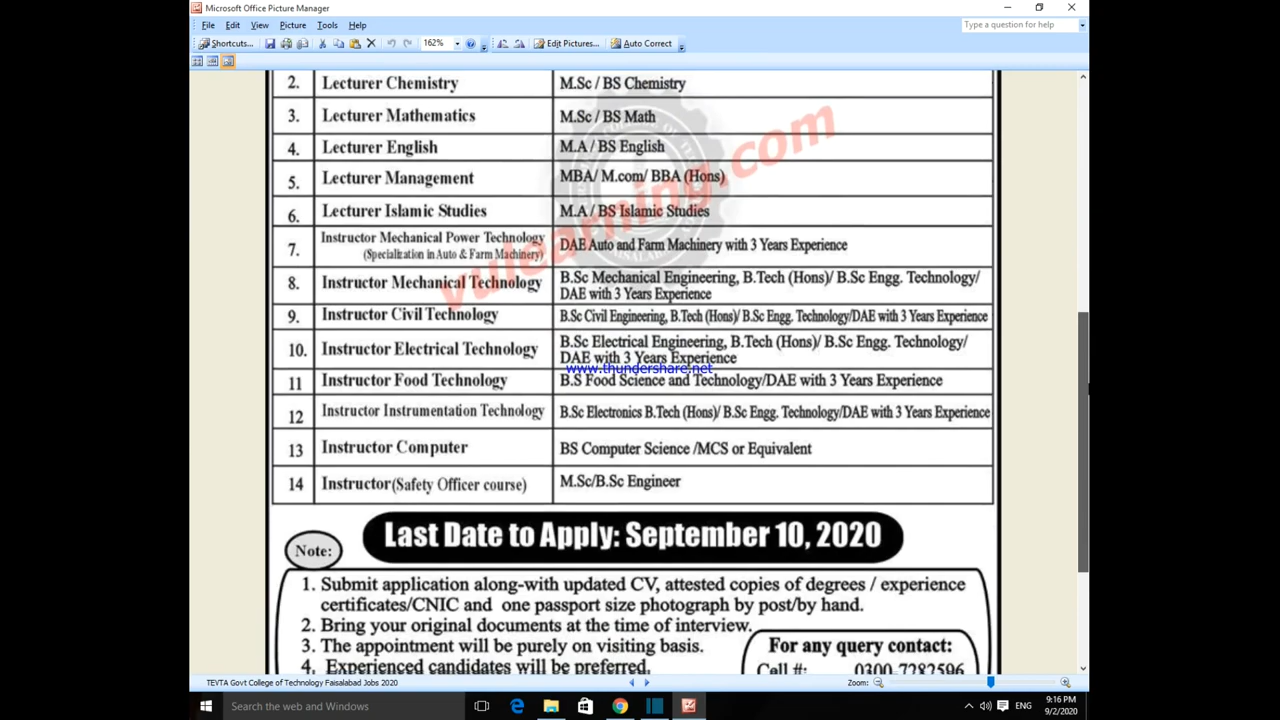 Microsoft Office Picture Manager
File Edit View Picture Tools Help
Type a question for help
Shortcuts...
162%
Edit Pictures...
Auto Correct
2. Lecturer Chemistry M.Sc / BS Chemistry
3. Lecturer Mathematics M.Sc / BS Math
4. Lecturer English M.A / BS English
5. Lecturer Management MBA/ M.com/ BBA (Hons)
6. Lecturer Islamic Studies M.A / BS Islamic Studies
7. Instructor Mechanical Power Technology
(Specialization in Auto & Farm Machinery)
DAE Auto and Farm Machinery with 3 Years Experience
8. Instructor Mechanical Technology B.Sc Mechanical Engineering, B.Tech (Hons)/ B.Sc Engg. Technology/
DAE with 3 Years Experience
9. Instructor Civil Technology B.Sc Civil Engineering, B.Tech (Hons)/ B.Sc Engg. Technology/DAE with 3 Years Experience
10. Instructor Electrical Technology B.Sc Electrical Engineering, B.Tech (Hons)/ B.Sc Engg. Technology/
DAE with 3 Years Experience
www.thundershare.net
11 Instructor Food Technology B.S Food Science and Technology/DAE with 3 Years Experience
12 Instructor Instrumentation Technology B.Sc Electronics B.Tech (Hons)/ B.Sc Engg. Technology/DAE with 3 Years Experience
13 Instructor Computer BS Computer Science /MCS or Equivalent
14 Instructor(Safety Officer course) M.Sc/B.Sc Engineer
vulearning.com
Last Date to Apply: September 10, 2020
Note:
1. Submit application along-with updated CV, attested copies of degrees / experience
certificates/CNIC and one passport size photograph by post/by hand.
2. Bring your original documents at the time of interview.
3. The appointment will be purely on visiting basis.
4. Experienced candidates will be preferred.
For any query contact:
Call #: 0300-7282596
TEVTA Govt College of Technology Faisalabad Jobs 2020
Zoom:
Search the web and Windows
ENG
9:16 PM
9/2/2020